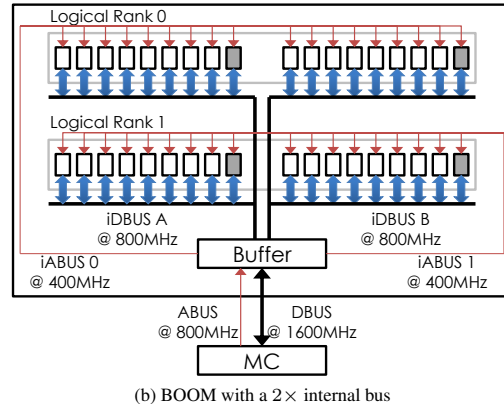 Logical Rank 0
Logical Rank 1
iDBUS A
@ 800MHz
iDBUS B
@ 800MHz
Buffer
iABUS 0
@ 400MHz
iABUS 1
@ 400MHz
ABUS
@ 800MHz
DBUS
@ 1600MHz
MC
(b) BOOM with a 2× internal bus